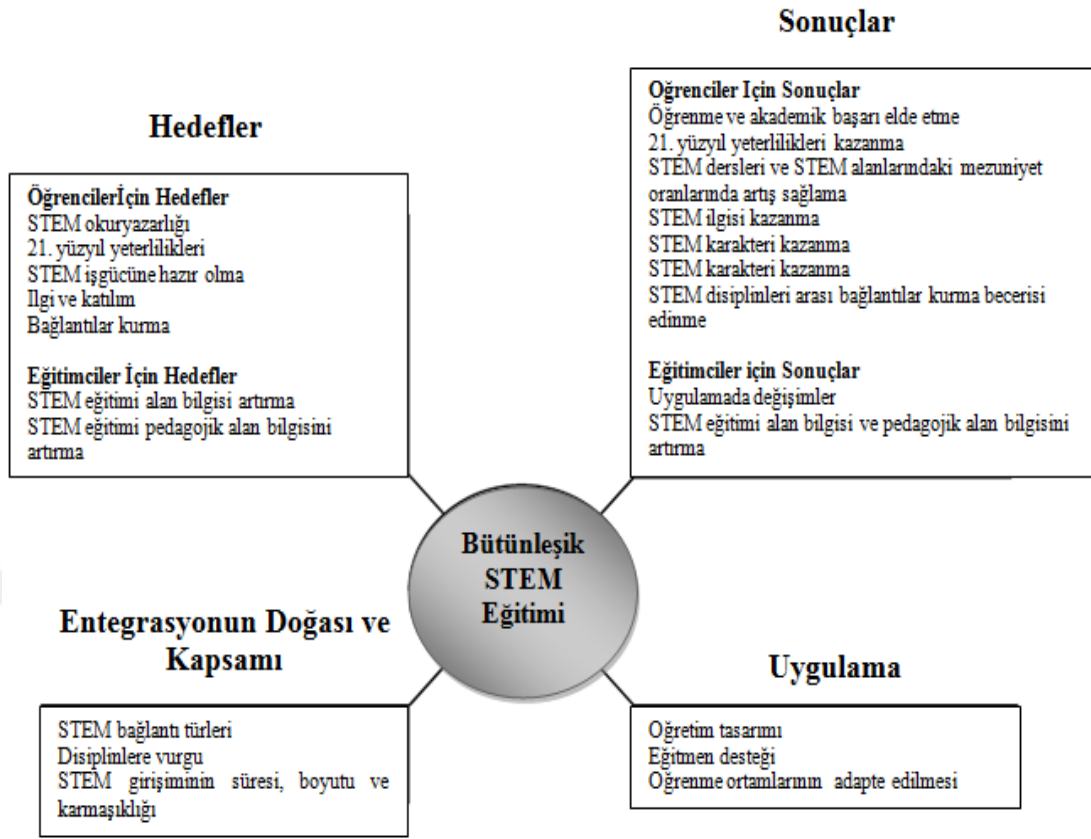 Sonuçlar
Oğrenciler Için Sonuçlar
Öğrenme ve akademik başarı elde etme
21. yüzyıl yeterlilikleri kazanma
STEM dersleri ve STEM alanlarındaki mezuniyet
oranlarında artış sağlama
STEM ilgisi kazanma
STEM karakteri kazanma
STEM karakteri kazanma
STEM disiplinleri arası bağlantılar kurma becerisi
edinme
Eğitimciler için Sonuçlar
Uygulamada değişimler
STEM eğitimi alan bilgisi ve pedagojik alan bilgisini
artırma
Hedefler
Öğrencilerİçin Hedefler
STEM okuryazarlığı
21. yüzyıl yeterlilikleri
STEM işgücüne hazır olma
Ilgi ve katılım
Bağlantılar kurma
Eğitimciler İçin Hedefler
STEM eğitimi alan bilgisi artırma
STEM eğitimi pedagojik alan bilgisini
artırma
Bütünleşik
STEM
Eğitimi
Entegrasyonun Doğası ve
Kapsamı
STEM bağlantı türleri
Disiplinlere vurgu
STEM girişiminin süresi, boyutu ve
karmaşıklığı
Uygulama
Oğretim tasarımı
Eğitmen desteği
Oğrenme ortamlarının adapte edilmesi